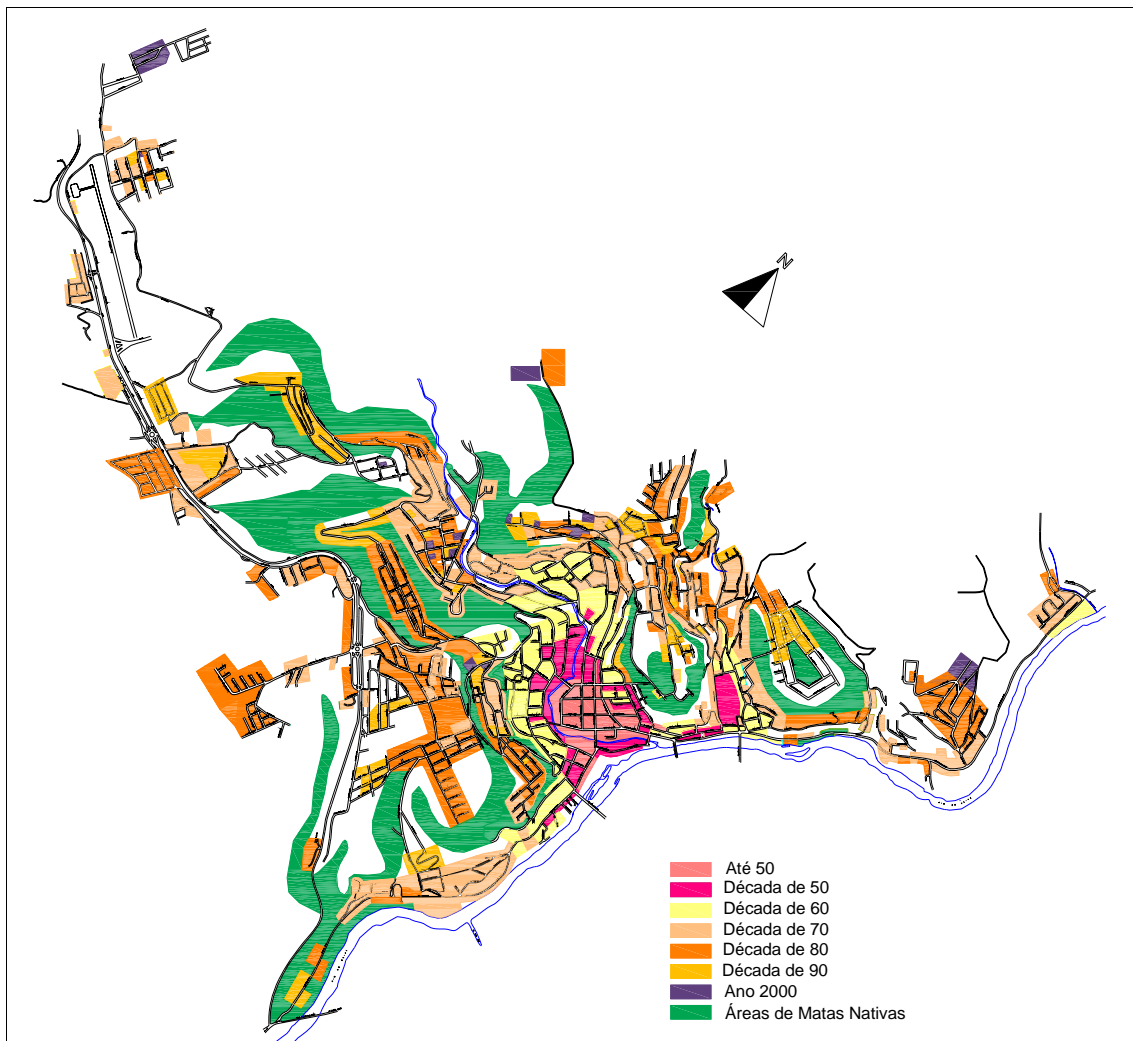 N
Até 50
Década de 50
Década de 60
Década de 70
Década de 80
Década de 90
Ano 2000
Áreas de Matas Nativas